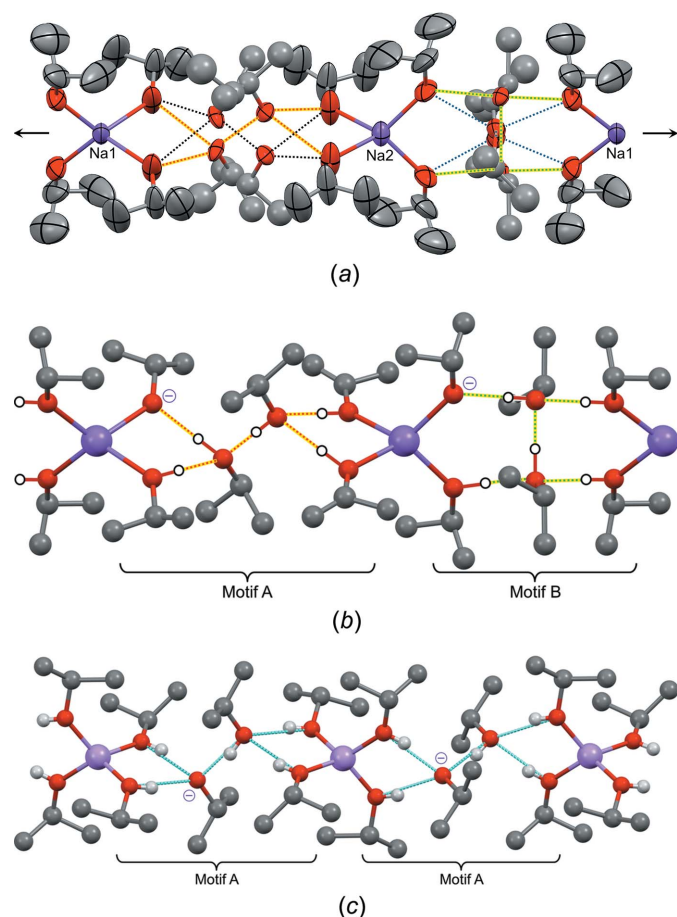 Na1 Na2 Na1
(a)
⊖ ⊖
Motif A Motif B
(b)
⊖ ⊖
Motif A Motif A
(c)